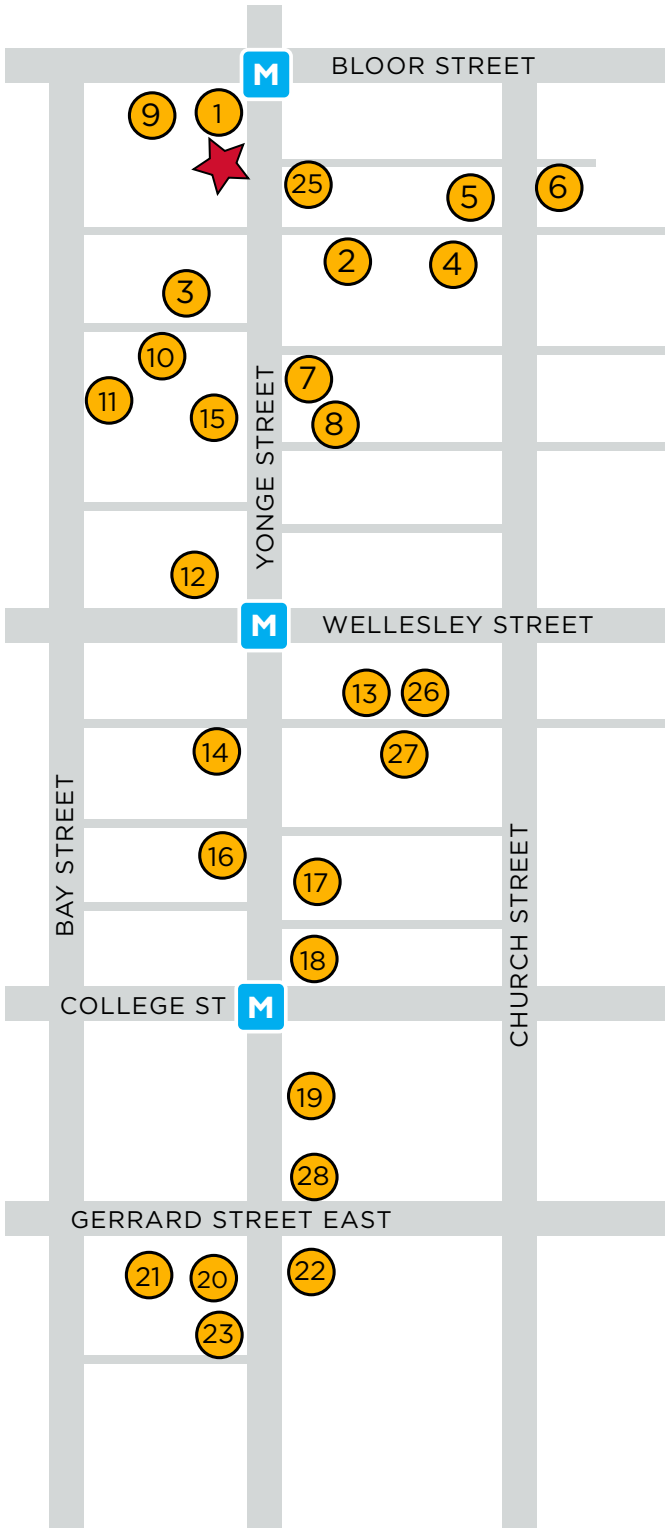 M
BLOOR STREET
9
1
25
5
6
2
4
3
10
7
11
15
8
YONGE STREET
12
M
WELLESLEY STREET
13
26
14
27
BAY STREET
16
17
CHURCH STREET
18
COLLEGE ST
M
19
28
GERRARD STREET EAST
21
20
22
23